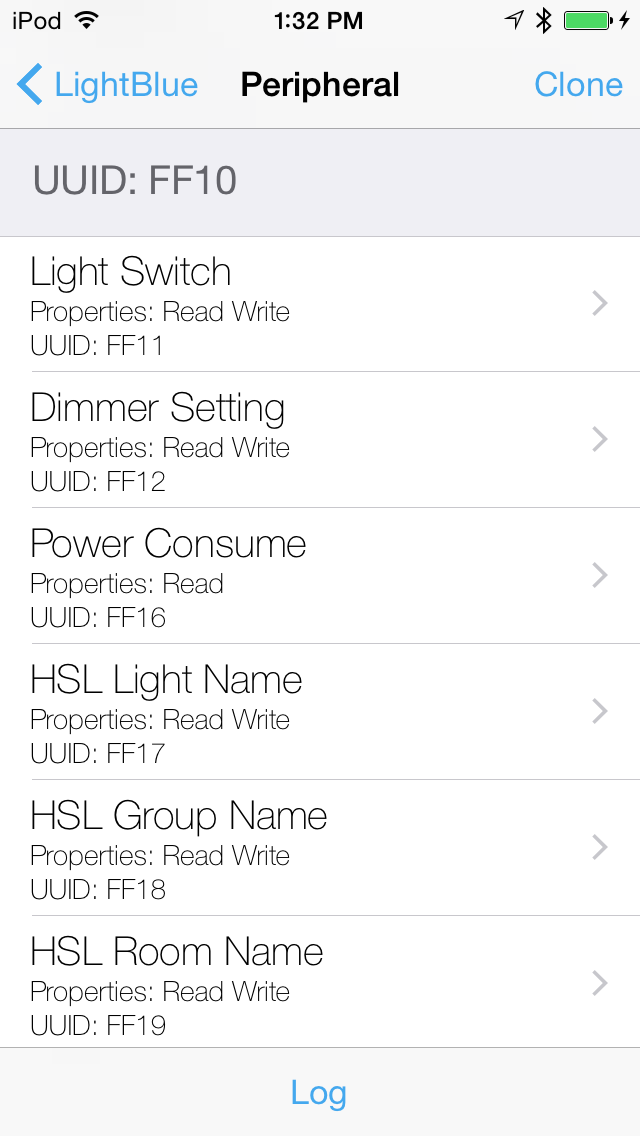 iPod 1:32 PM
LightBlue Peripheral Clone
UUID: FF10
Light Switch
Properties: Read Write
UUID: FF11
Dimmer Setting
Properties: Read Write
UUID: FF12
Power Consume
Properties: Read
UUID: FF16
HSL Light Name
Properties: Read Write
UUID: FF17
HSL Group Name
Properties: Read Write
UUID: FF18
HSL Room Name
Properties: Read Write
UUID: FF19
Log